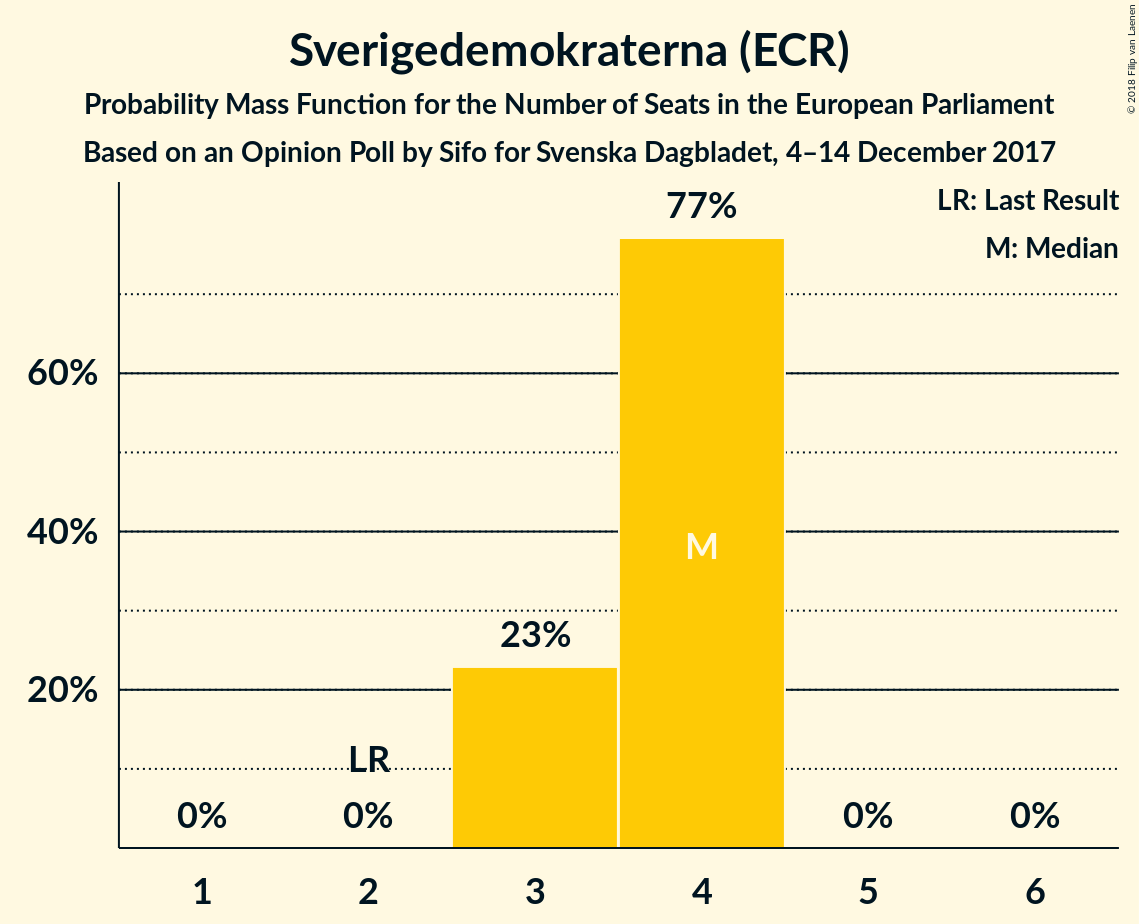 Sverigedemokraterna (ECR)
Probability Mass Function for the Number of Seats in the European Parliament
Based on an Opinion Poll by Sifo for Svenska Dagbladet, 4–14 December 2017
© 2018 Filip van Laenen
LR: Last Result
M: Median
77%
60%
40%
M
23%
20%
LR
0%
0%
0%
0%
1
2
3
4
5
6